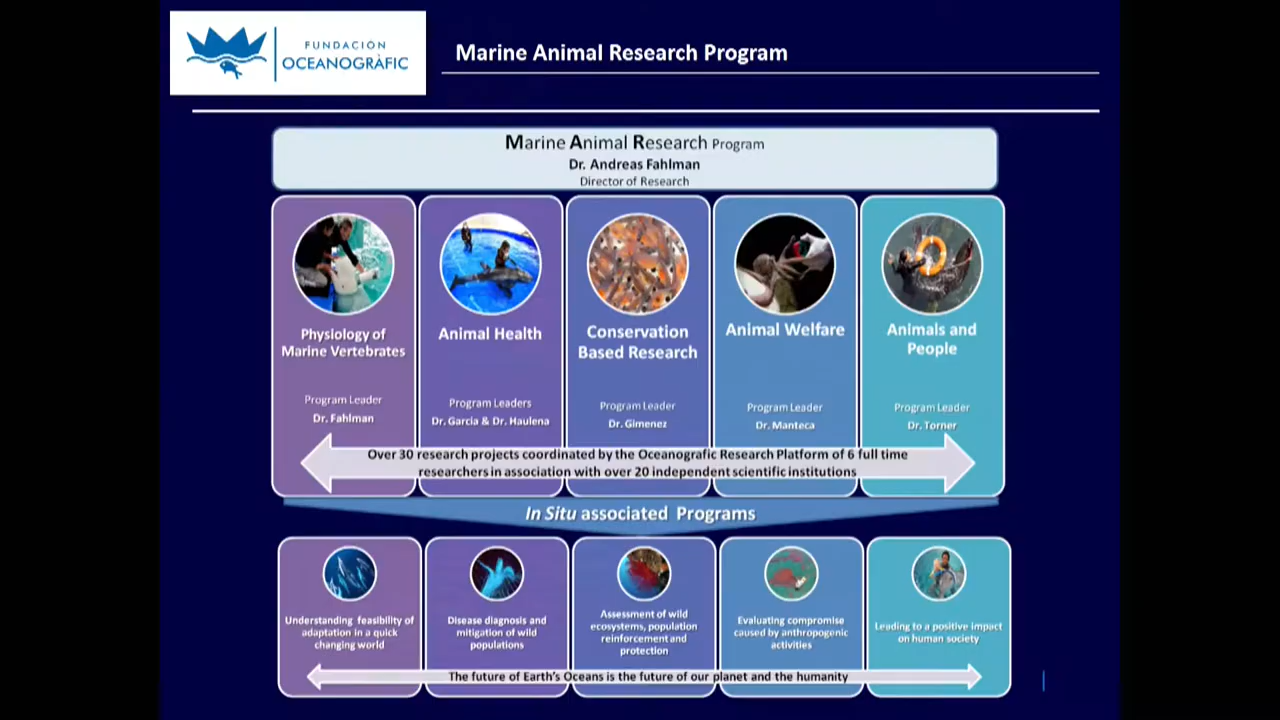 FUNDACIÓN
OCEANOGRÀFIC
Marine Animal Research Program
Marine Animal Research Program
Dr. Andreas Fahlman
Director of Research
Physiology of
Marine Vertebrates
Program Leader
Dr. Fahlman
Animal Health
Program Leaders
Dr. Garcia & Dr. Haulena
Conservation
Based Research
Program Leader
Dr. Gimenez
Animal Welfare
Program Leader
Dr. Manteca
Animals and
People
Program Leader
Dr. Torner
Over 30 research projects coordinated by the Oceanografic Research Platform of 6 full time
researchers in association with over 20 independent scientific institutions
In Situ associated Programs
Understanding feasibility of
adaptation in a quick
changing world
Disease diagnosis and
mitigation of wild
populations
Assessment of wild
ecosystems, population
reinforcement and
protection
Evaluating compromise
caused by anthropogenic
activities
Leading to a positive impact
on human society
The future of Earth's Oceans is the future of our planet and the humanity